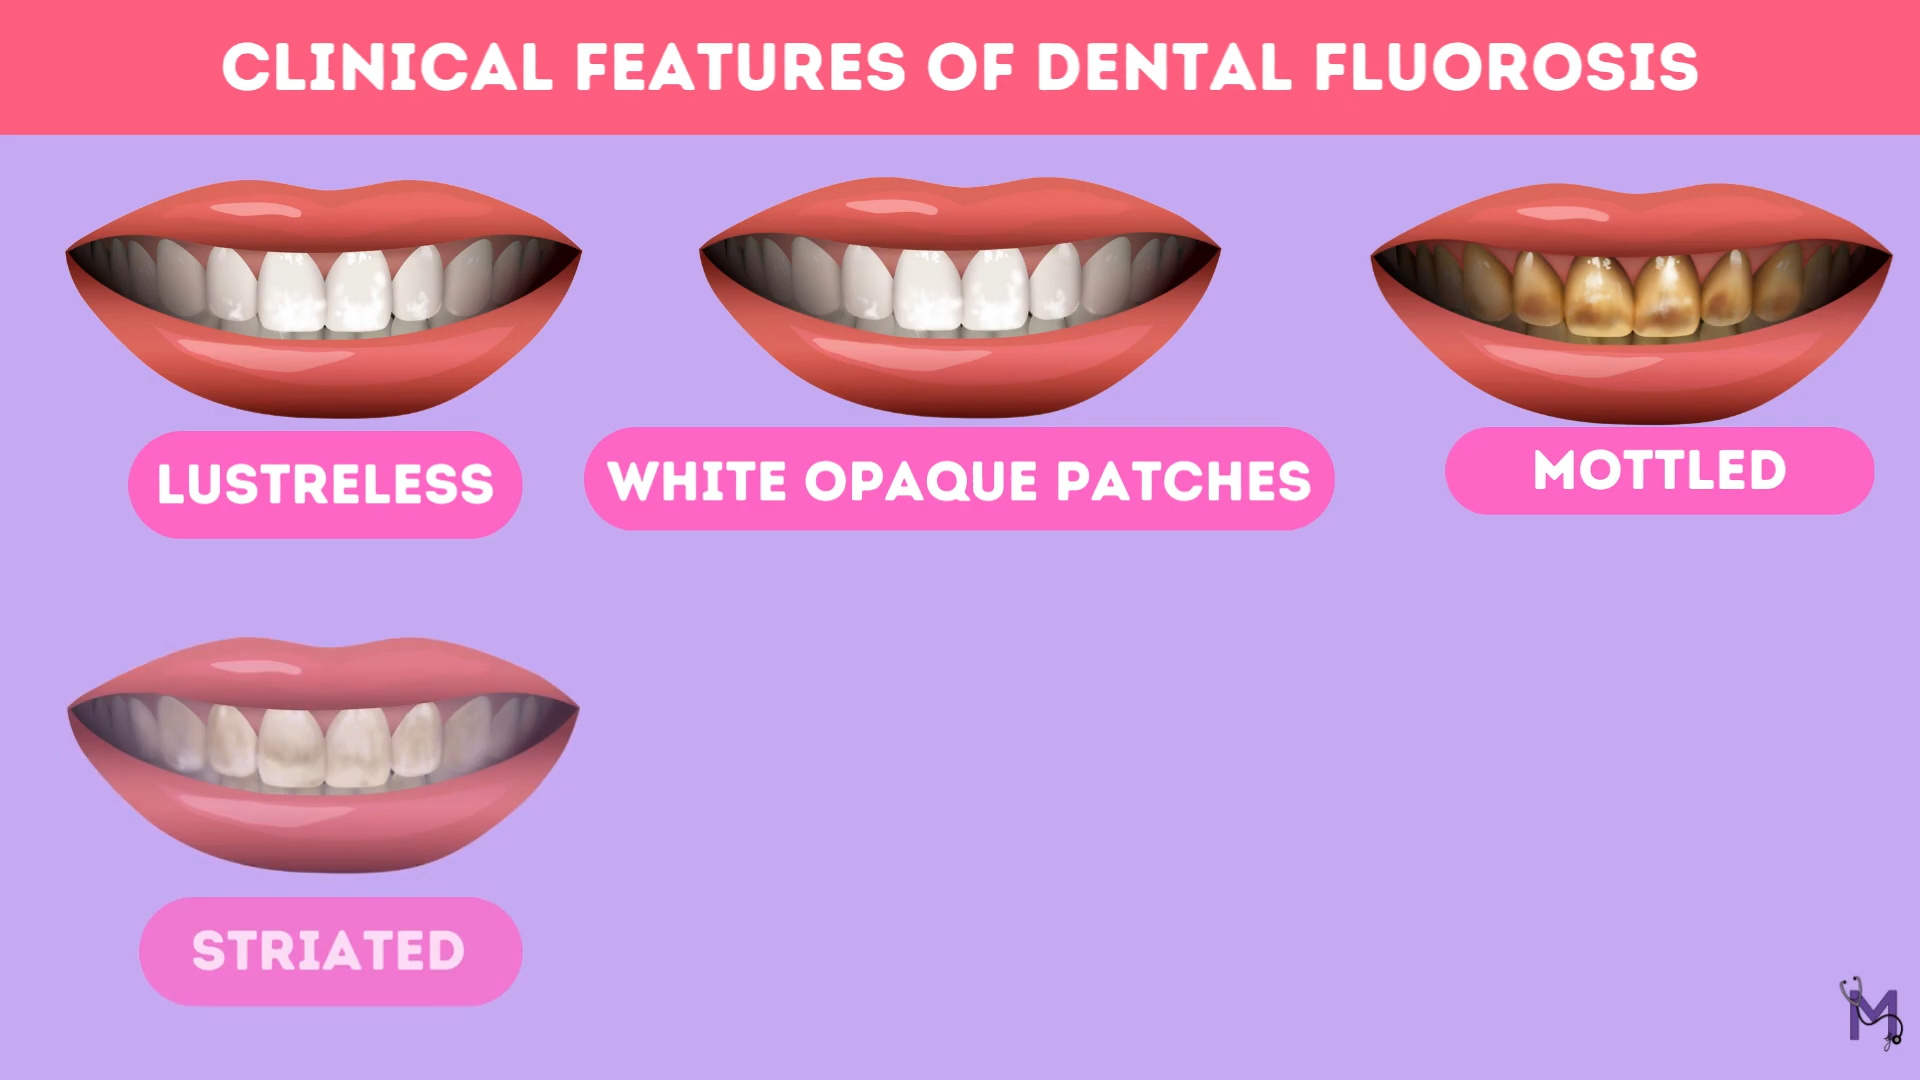 CLINICAL FEATURES OF DENTAL FLUOROSIS
LUSTRELESS
WHITE OPAQUE PATCHES
MOTTLED
STRIATED
M